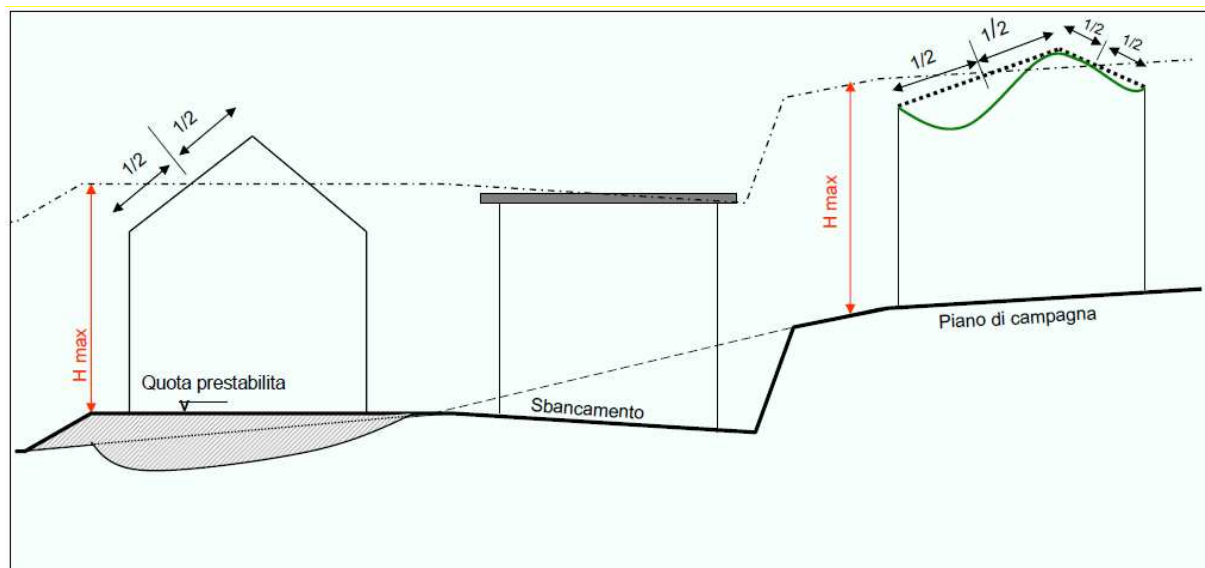 1/2
1/2
H max
Quota prestabilita
Sbancamento
H max
1/2
1/2
1/2
1/2
Piano di campagna